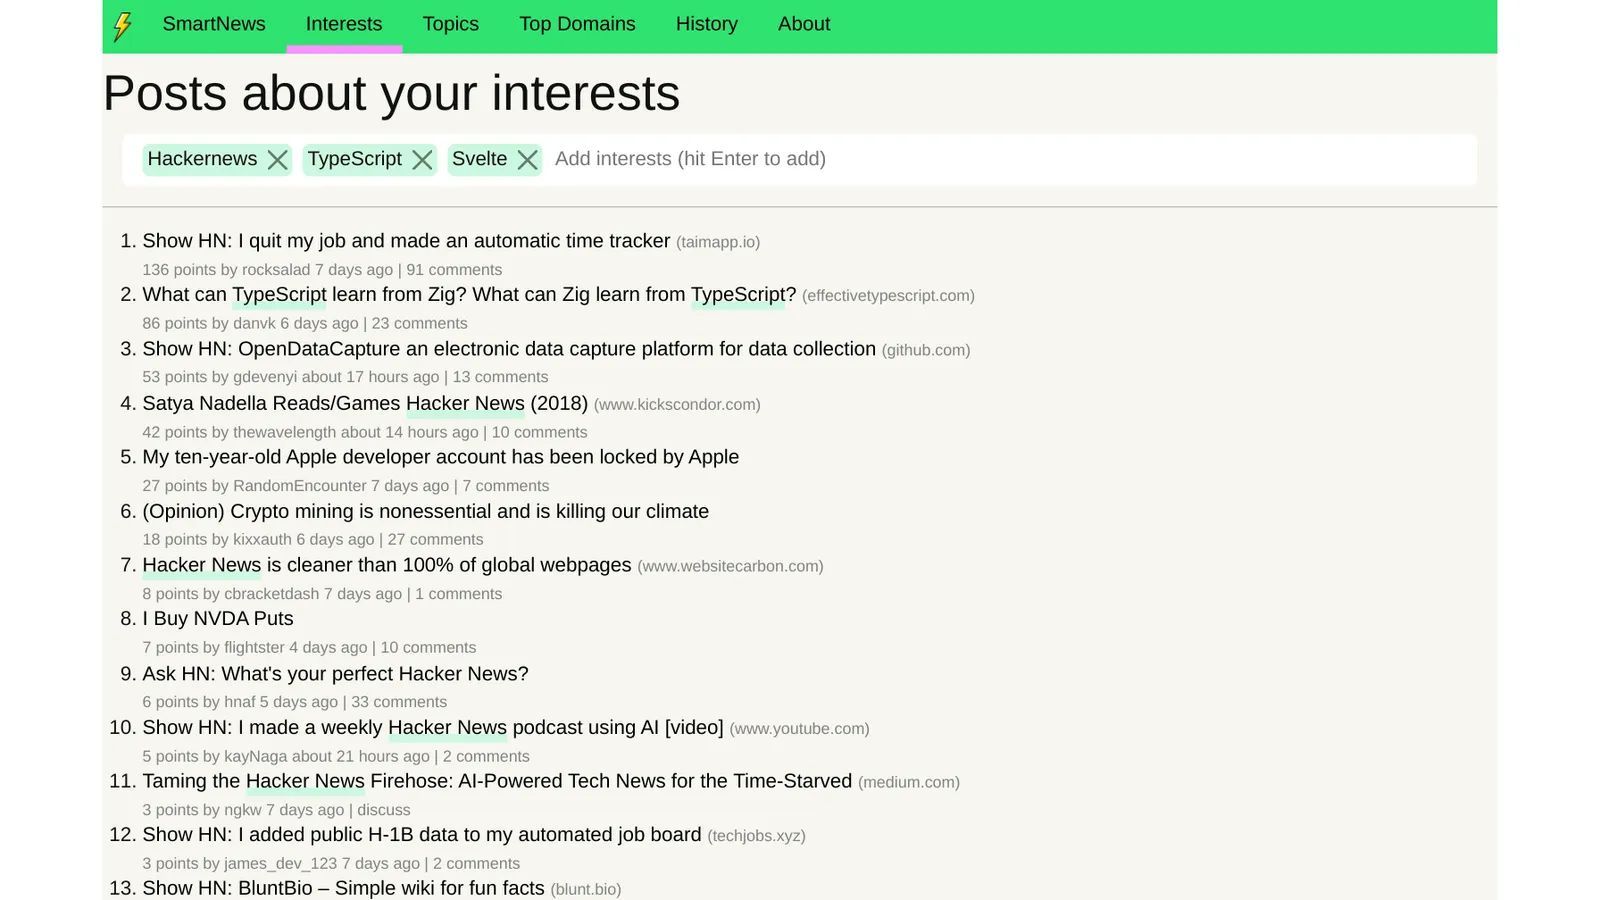 SmartNews Interests Topics Top Domains History About
Posts about your interests
Hackernews TypeScript Svelte Add interests (hit Enter to add)
1. Show HN: I quit my job and made an automatic time tracker (taimapp.io)
136 points by rocksalad 7 days ago | 91 comments
2. What can TypeScript learn from Zig? What can Zig learn from TypeScript? (effectivetypescript.com)
86 points by danvk 6 days ago | 23 comments
3. Show HN: OpenDataCapture an electronic data capture platform for data collection (github.com)
53 points by gdevenyi about 17 hours ago | 13 comments
4. Satya Nadella Reads/Games Hacker News (2018) (www.kickscondor.com)
42 points by thewavelength about 14 hours ago | 10 comments
5. My ten-year-old Apple developer account has been locked by Apple
27 points by RandomEncounter 7 days ago | 7 comments
6. (Opinion) Crypto mining is nonessential and is killing our climate
18 points by kixxauth 6 days ago | 27 comments
7. Hacker News is cleaner than 100% of global webpages (www.websitecarbon.com)
8 points by cbracketdash 7 days ago | 1 comments
8. I Buy NVDA Puts
7 points by flightster 4 days ago | 10 comments
9. Ask HN: What's your perfect Hacker News?
6 points by hnaf 5 days ago | 33 comments
10. Show HN: I made a weekly Hacker News podcast using AI [video] (www.youtube.com)
5 points by kayNaga about 21 hours ago | 2 comments
11. Taming the Hacker News Firehose: AI-Powered Tech News for the Time-Starved (medium.com)
3 points by ngkw 7 days ago | discuss
12. Show HN: I added public H-1B data to my automated job board (techjobs.xyz)
3 points by james_dev_123 7 days ago | 2 comments
13. Show HN: BluntBio – Simple wiki for fun facts (blunt.bio)